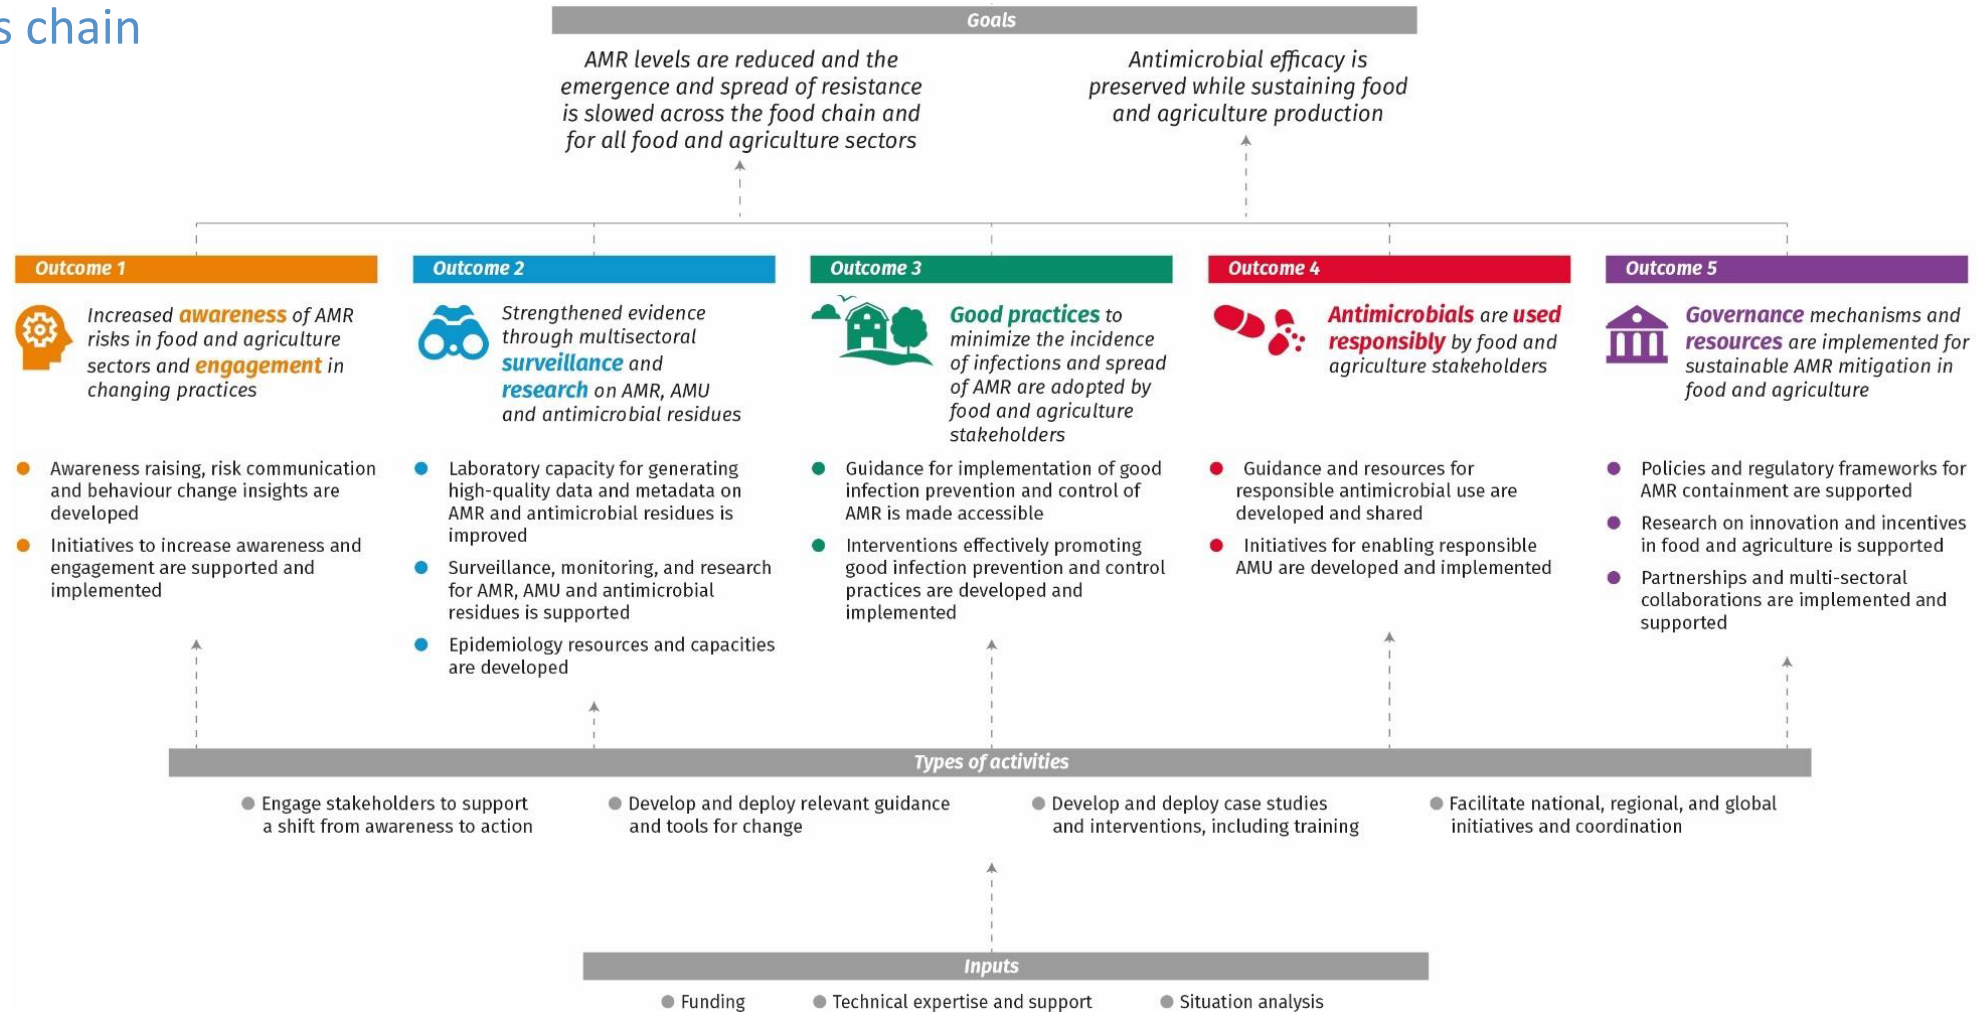 s chain
Goals
AMR levels are reduced and the
emergence and spread of resistance
is slowed across the food chain and
for all food and agriculture sectors
Antimicrobial efficacy is
preserved while sustaining food
and agriculture production
Outcome 1
Increased awareness of AMR
risks in food and agriculture
sectors and engagement in
changing practices
Awareness raising, risk communication
and behaviour change insights are
developed
Initiatives to increase awareness and
engagement are supported and
implemented
Outcome 2
Strengthened evidence
through multisectoral
surveillance and
research on AMR, AMU
and antimicrobial residues
Laboratory capacity for generating
high-quality data and metadata on
AMR and antimicrobial residues is
improved
Surveillance, monitoring, and research
for AMR, AMU and antimicrobial
residues is supported
Epidemiology resources and capacities
are developed
Outcome 3
Good practices to
minimize the incidence
of infections and spread
of AMR are adopted by
food and agriculture
stakeholders
Guidance for implementation of good
infection prevention and control of
AMR is made accessible
Interventions effectively promoting
good infection prevention and control
practices are developed and
implemented
Outcome 4
Antimicrobials are used
responsibly by food and
agriculture stakeholders
Guidance and resources for
responsible antimicrobial use are
developed and shared
Initiatives for enabling responsible
AMU are developed and implemented
Outcome 5
Governance mechanisms and
resources are implemented for
sustainable AMR mitigation in
food and agriculture
Policies and regulatory frameworks for
AMR containment are supported
Research on innovation and incentives
in food and agriculture is supported
Partnerships and multi-sectoral
collaborations are implemented and
supported
Types of activities
Engage stakeholders to support
a shift from awareness to action
Develop and deploy relevant guidance
and tools for change
Develop and deploy case studies
and interventions, including training
Facilitate national, regional, and global
initiatives and coordination
Inputs
Funding
Technical expertise and support
Situation analysis